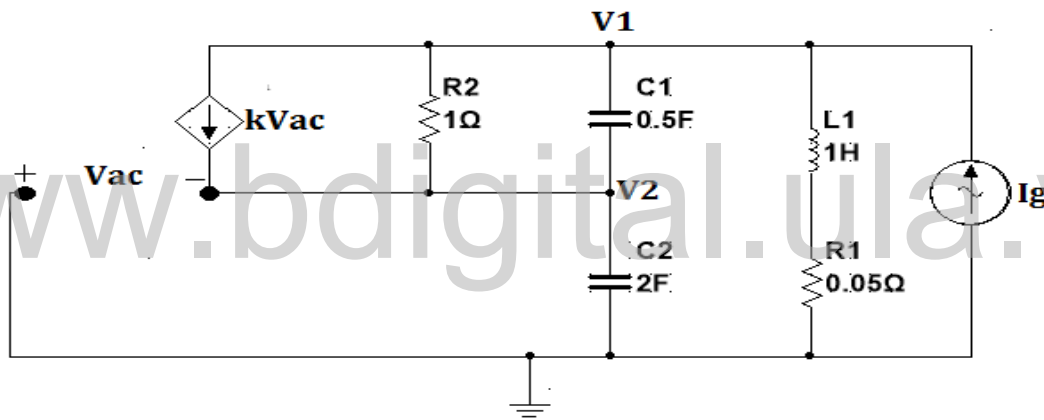 V1
R2
1Ω
C1
0.5F
kVac
L1
1H
+ Vac −
V2
Ig
C2
2F
R1
0.05Ω
www.bdigital.ula.v